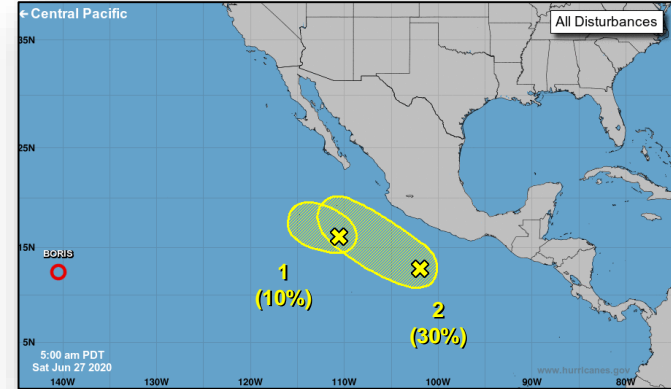 ← Central Pacific
All Disturbances
35N
25N
15N
5N
BORIS
1
(10%)
2
(30%)
5:00 am PDT
Sat Jun 27 2020
www.hurricanes.gov
140W 130W 120W 110W 100W 90W 80W